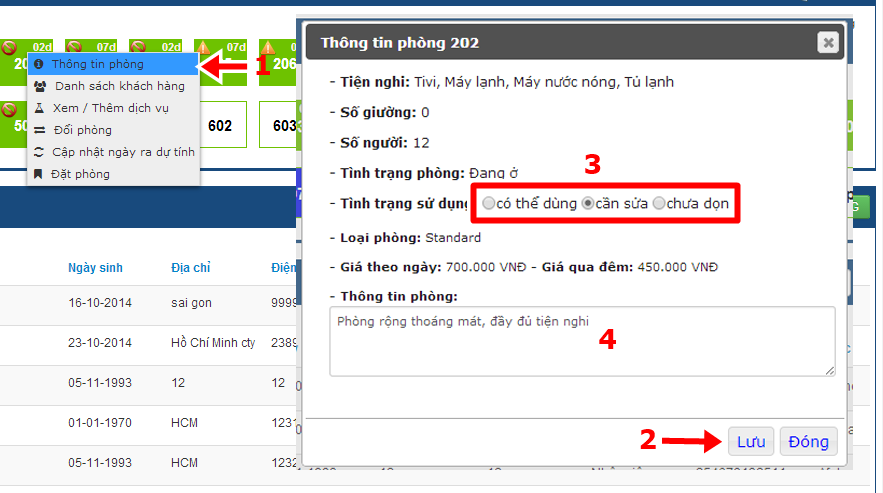 02d 07d 02d 07d 0
20 206
Thông tin phòng
1
Danh sách khách hàng
Xem / Thêm dịch vụ
Đổi phòng
Cập nhật ngày ra dự tính
Đặt phòng
50 602 603
Thông tin phòng 202
- Tiện nghi: Tivi, Máy lạnh, Máy nước nóng, Tủ lạnh
- Số giường: 0
- Số người: 12
3
- Tình trạng phòng: Đang ở
- Tình trạng sử dụng có thể dùng cần sửa chưa dọn
- Loại phòng: Standard
- Giá theo ngày: 700.000 VNĐ - Giá qua đêm: 450.000 VNĐ
- Thông tin phòng:
Phòng rộng thoáng mát, đầy đủ tiện nghi
4
2
Lưu Đóng
Ngày sinh Địa chỉ Điện
16-10-2014 sai gon 9999
23-10-2014 Hồ Chí Minh cty 2389
05-11-1993 12 12
01-01-1970 HCM 1231
05-11-1993 HCM 1232